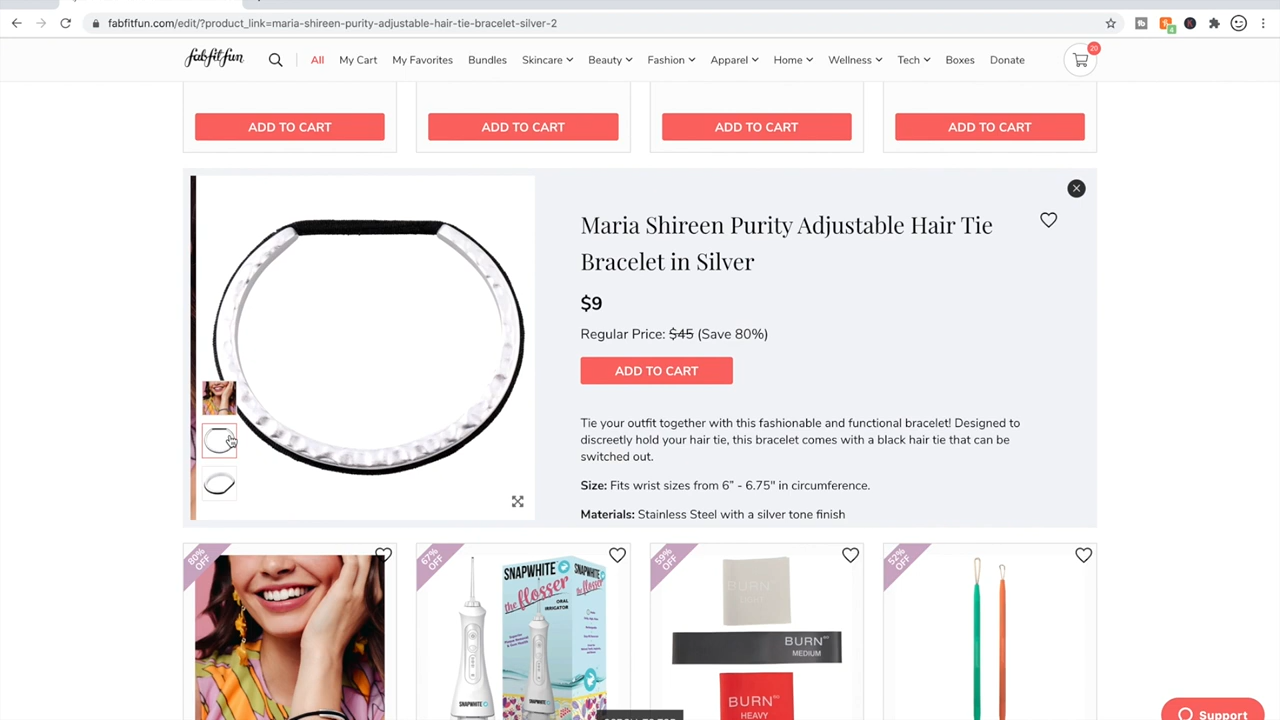 fabfitfun.com/edit/?product_link=maria-shireen-purity-adjustable-hair-tie-bracelet-silver-2
4
fabfitfun
All My Cart My Favorites Bundles Skincare Beauty Fashion Apparel Home Wellness Tech Boxes Donate
20
ADD TO CART ADD TO CART ADD TO CART ADD TO CART
Maria Shireen Purity Adjustable Hair Tie
Bracelet in Silver
$9
Regular Price: $45 (Save 80%)
ADD TO CART
Tie your outfit together with this fashionable and functional bracelet! Designed to
discreetly hold your hair tie, this bracelet comes with a black hair tie that can be
switched out.
Size: Fits wrist sizes from 6” - 6.75" in circumference.
Materials: Stainless Steel with a silver tone finish
80% OFF
67% OFF
SNAPWHITE
the flosser
ORAL
IRRIGATOR
SNAPWHITE
SNAPWHITE
59% OFF
BURN
LIGHT
BURN
MEDIUM
BURN
HEAVY
52% OFF
Support